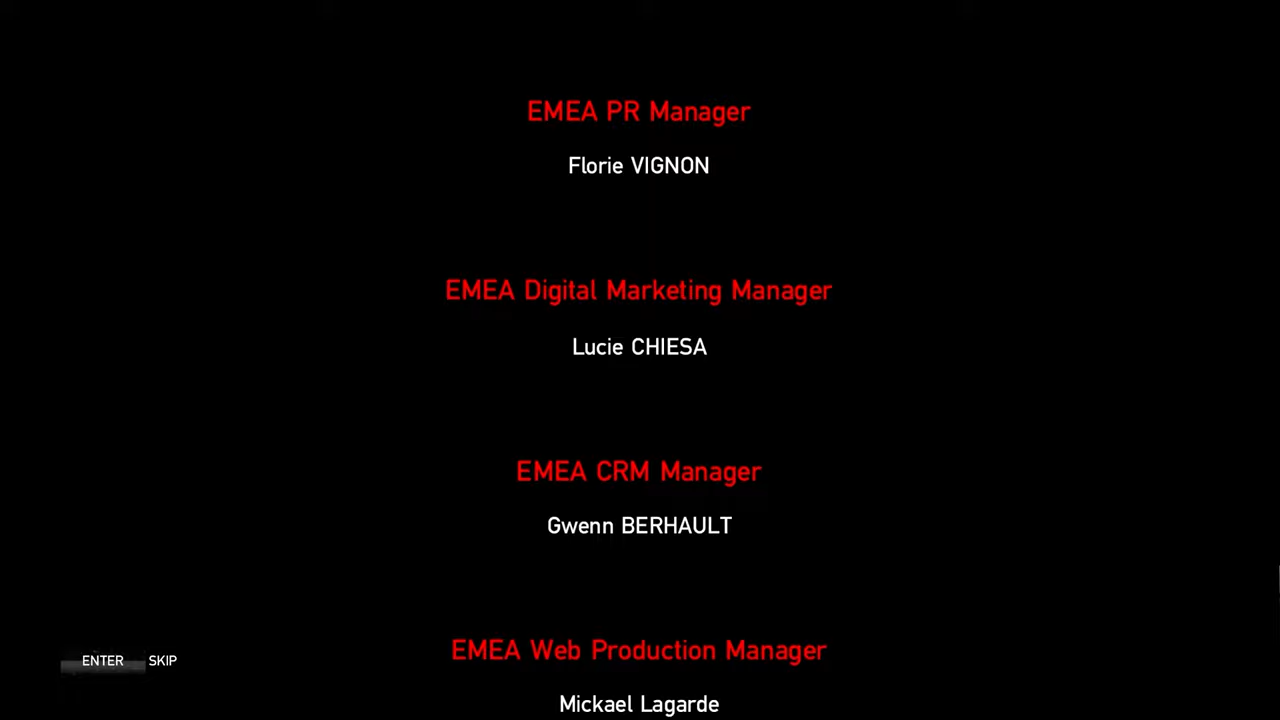 EMEA PR Manager
Florie VIGNON
EMEA Digital Marketing Manager
Lucie CHIESA
EMEA CRM Manager
Gwenn BERHAULT
EMEA Web Production Manager
ENTER SKIP
Mickael Lagarde